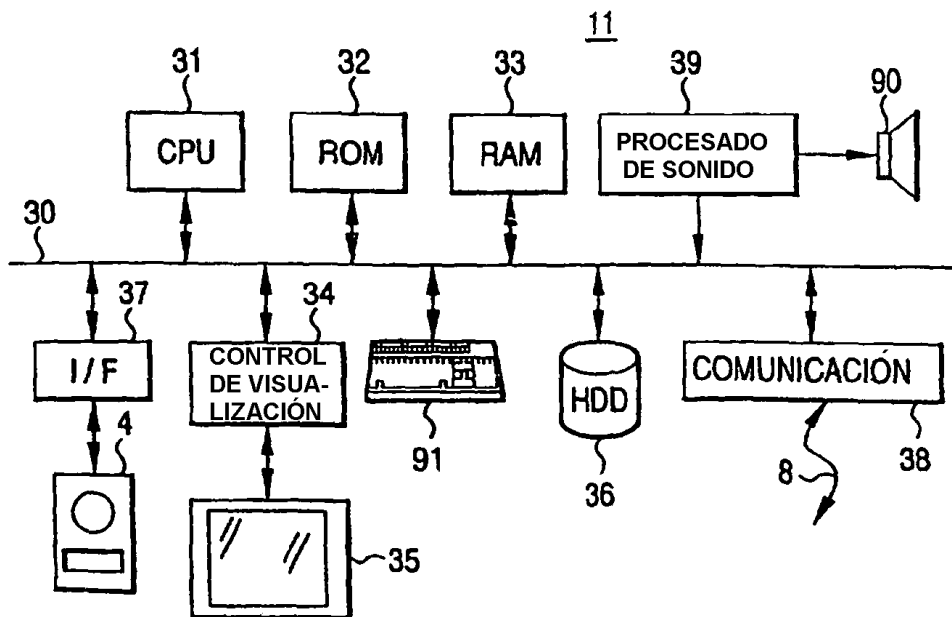 11
31
32
33
39
90
CPU
ROM
RAM
PROCESADO
DE SONIDO
30
37
34
I/F
CONTROL
DE VISUA-
LIZACIÓN
HDD
COMUNICACIÓN
4
91
36
8
38
35